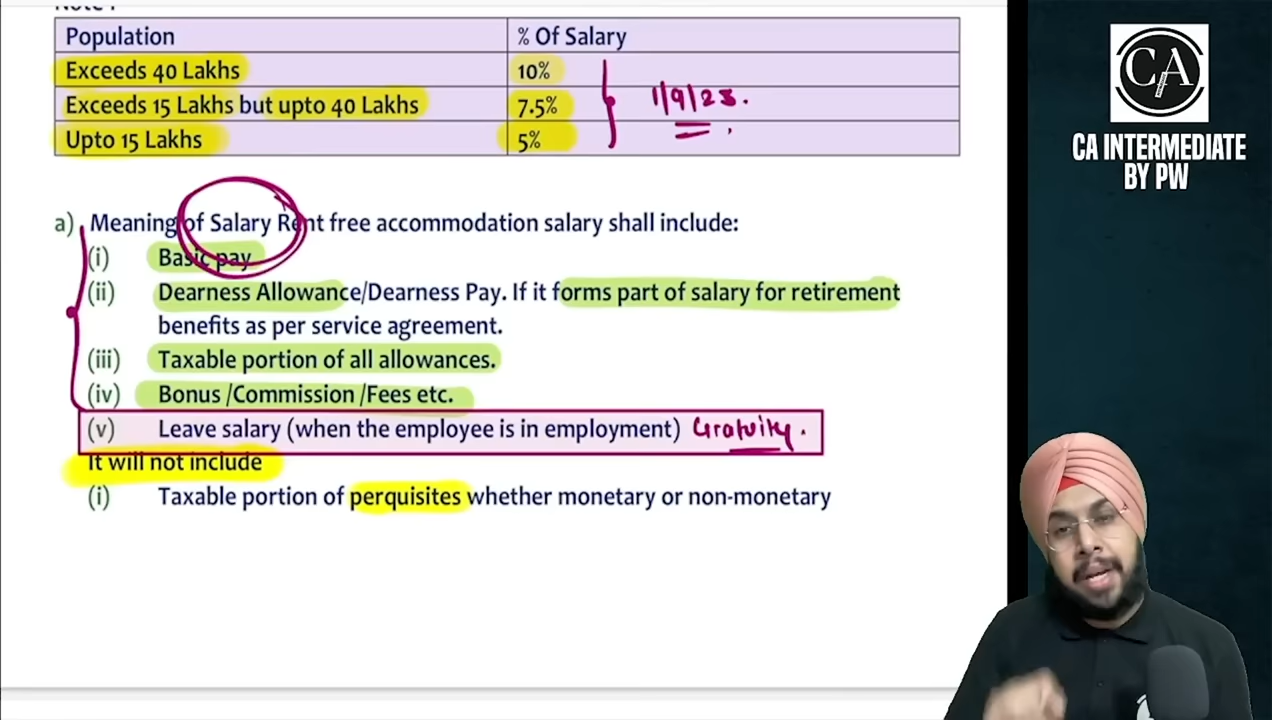 Population % Of Salary
Exceeds 40 Lakhs 10%
Exceeds 15 Lakhs but upto 40 Lakhs 7.5%
Upto 15 Lakhs 5%
1/9/23.
a) Meaning of Salary Rent free accommodation salary shall include:
(i) Basic pay
(ii) Dearness Allowance/Dearness Pay. If it forms part of salary for retirement
benefits as per service agreement.
(iii) Taxable portion of all allowances.
(iv) Bonus /Commission /Fees etc.
(v) Leave salary (when the employee is in employment) Gratuity.
It will not include
(i) Taxable portion of perquisites whether monetary or non-monetary
CA
CA INTERMEDIATE
BY PW